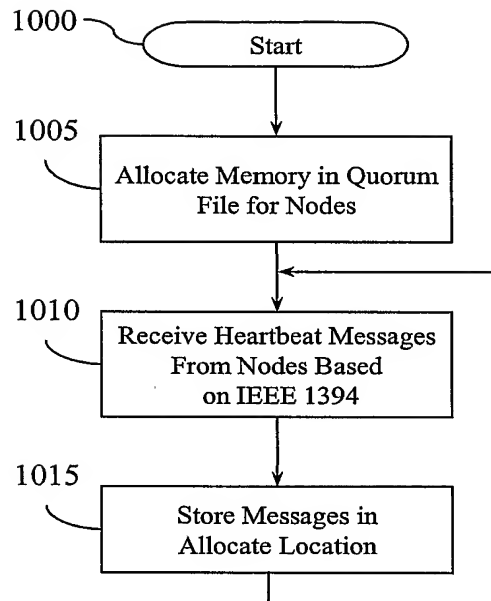 1000
Start
1005
Allocate Memory in Quorum
File for Nodes
1010
Receive Heartbeat Messages
From Nodes Based
on IEEE 1394
1015
Store Messages in
Allocate Location